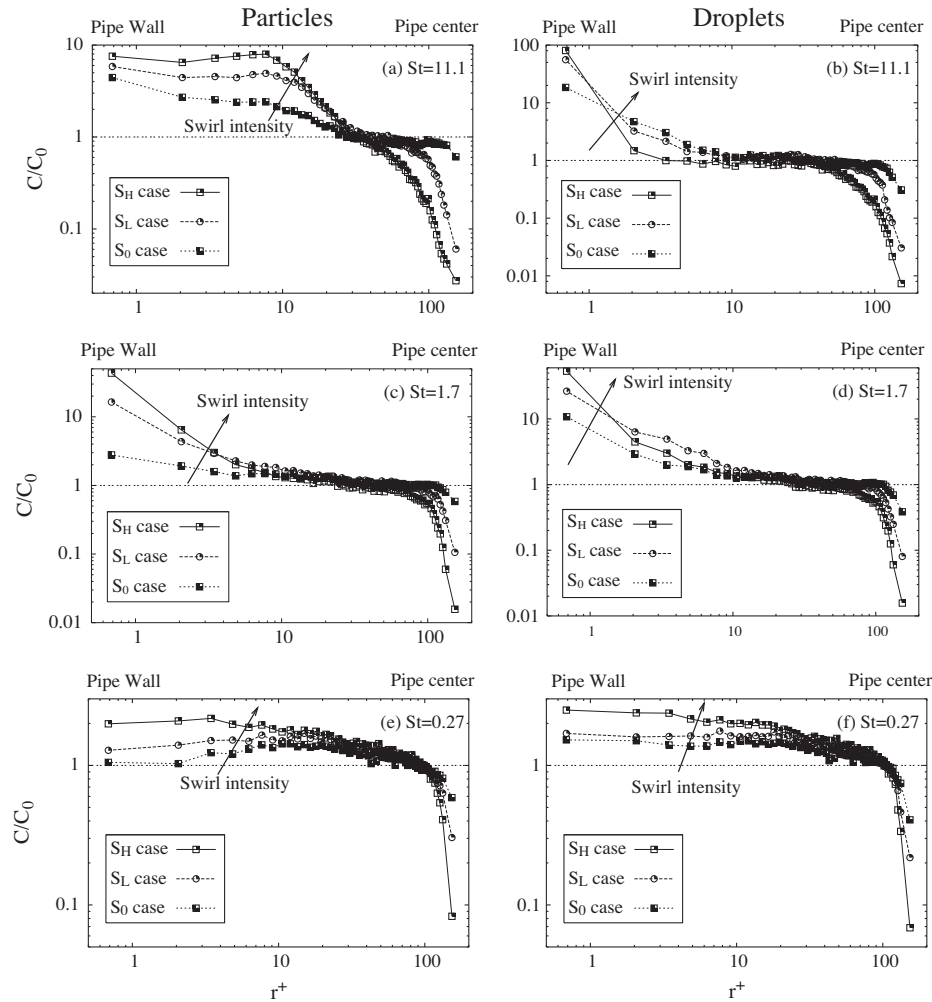 Particles
Droplets
Pipe Wall
Pipe center
Pipe Wall
Pipe center
10
1
0.1
C/C0
(a) St=11.1
Swirl intensity
SH case
SL case
S0 case
1
10
100
100
10
1
0.1
0.01
(b) St=11.1
Swirl intensity
SH case
SL case
S0 case
1
10
100
Pipe Wall
Pipe center
Pipe Wall
Pipe center
10
1
0.1
0.01
C/C0
(c) St=1.7
Swirl intensity
SH case
SL case
S0 case
1
10
100
10
1
0.1
0.01
(d) St=1.7
Swirl intensity
SH case
SL case
S0 case
1
10
100
Pipe Wall
Pipe center
Pipe Wall
Pipe center
1
0.1
C/C0
(e) St=0.27
Swirl intensity
SH case
SL case
S0 case
1
10
100
r+
1
0.1
(f) St=0.27
Swirl intensity
SH case
SL case
S0 case
1
10
100
r+